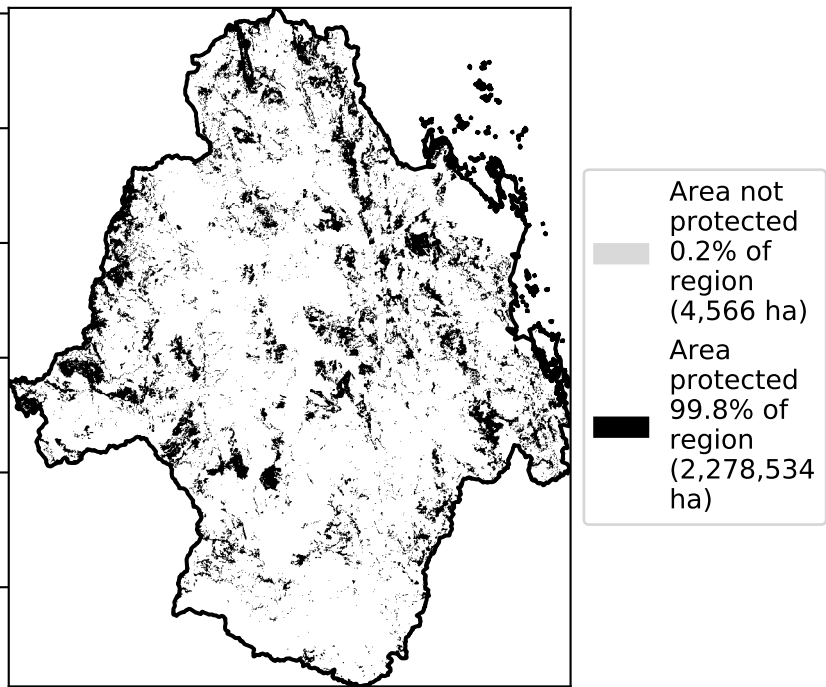 Area not
protected
0.2% of
region
(4,566 ha)
Area
protected
99.8% of
region
(2,278,534
ha)